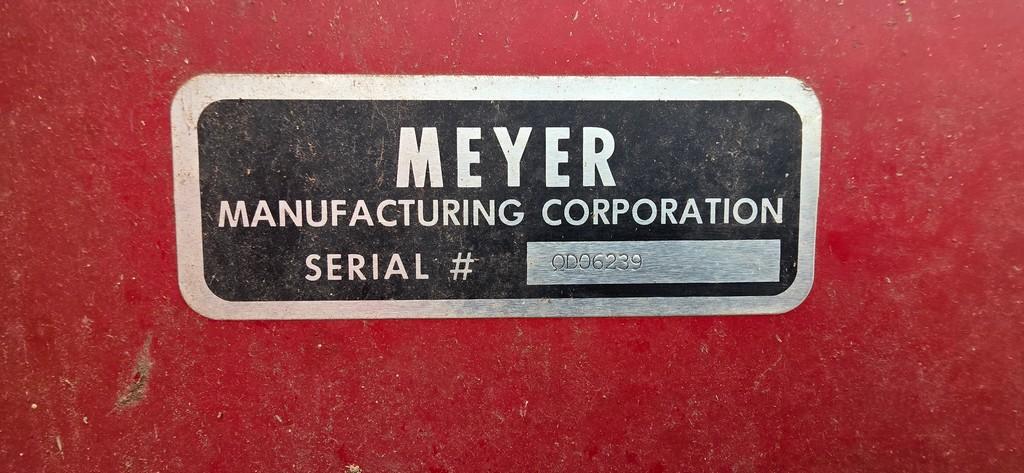 MEYER
MANUFACTURING CORPORATION
SERIAL # QD06239